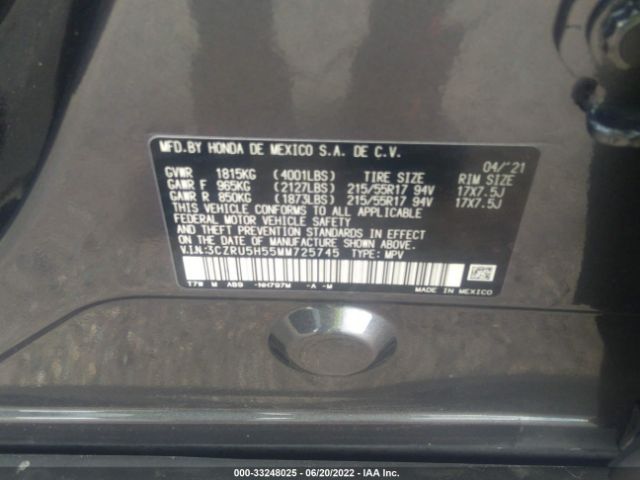 MFD.BY HONDA DE MEXICO S.A. DE C.V.
04/'21
GVWR 1815KG (4001LBS) TIRE SIZE RIM SIZE
GAWR F 965KG (2127LBS) 215/55R17 94V 17X7.5J
GAWR R 850KG (1873LBS) 215/55R17 94V 17X7.5J
THIS VEHICLE CONFORMS TO ALL APPLICABLE
FEDERAL MOTOR VEHICLE SAFETY
AND THEFT PREVENTION STANDARDS IN EFFECT
ON THE DATE OF MANUFACTURE SHOWN ABOVE.
V.I.N.:3CZRU5H55MM725745 TYPE: MPV
T7W M AB9 -NH797M -A -M
MADE IN MEXICO
000-33248025 - 06/20/2022 - IAA Inc.